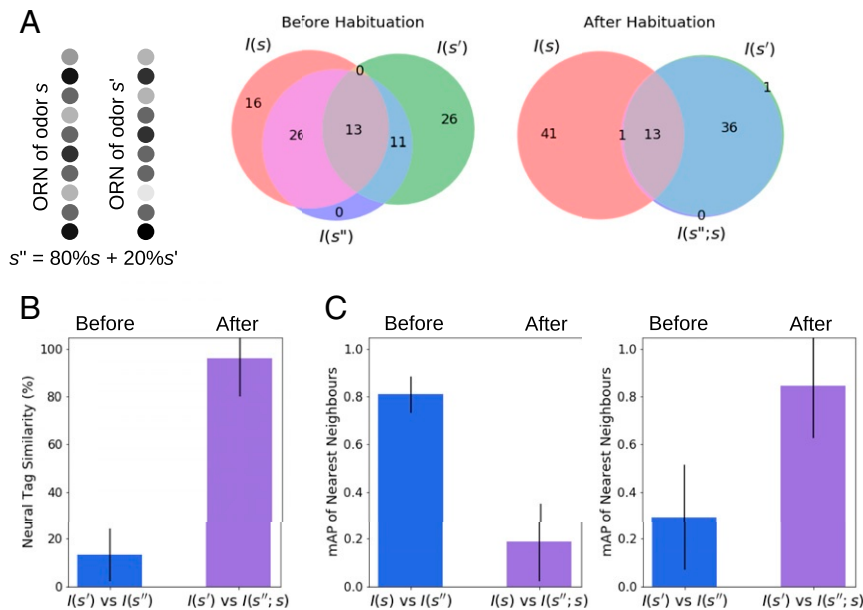 A
ORN of odor s
ORN of odor s'
s'' = 80%s + 20%s'
Before Habituation
I(s)
I(s′)
0
16
26
13
11
26
0
I(s'')
After Habituation
I(s)
I(s′)
1
41
1
13
36
0
I(s'';s)
B
Before
After
Neural Tag Similarity (%)
100
80
60
40
20
0
I(s′) vs I(s′′)
I(s′) vs I(s′′; s)
C
Before
After
mAP of Nearest Neighbours
1.0
0.8
0.6
0.4
0.2
0.0
I(s) vs I(s′′)
I(s) vs I(s′′; s)
Before
After
mAP of Nearest Neighbours
1.0
0.8
0.6
0.4
0.2
0.0
I(s′) vs I(s′′)
I(s′) vs I(s′′; s)